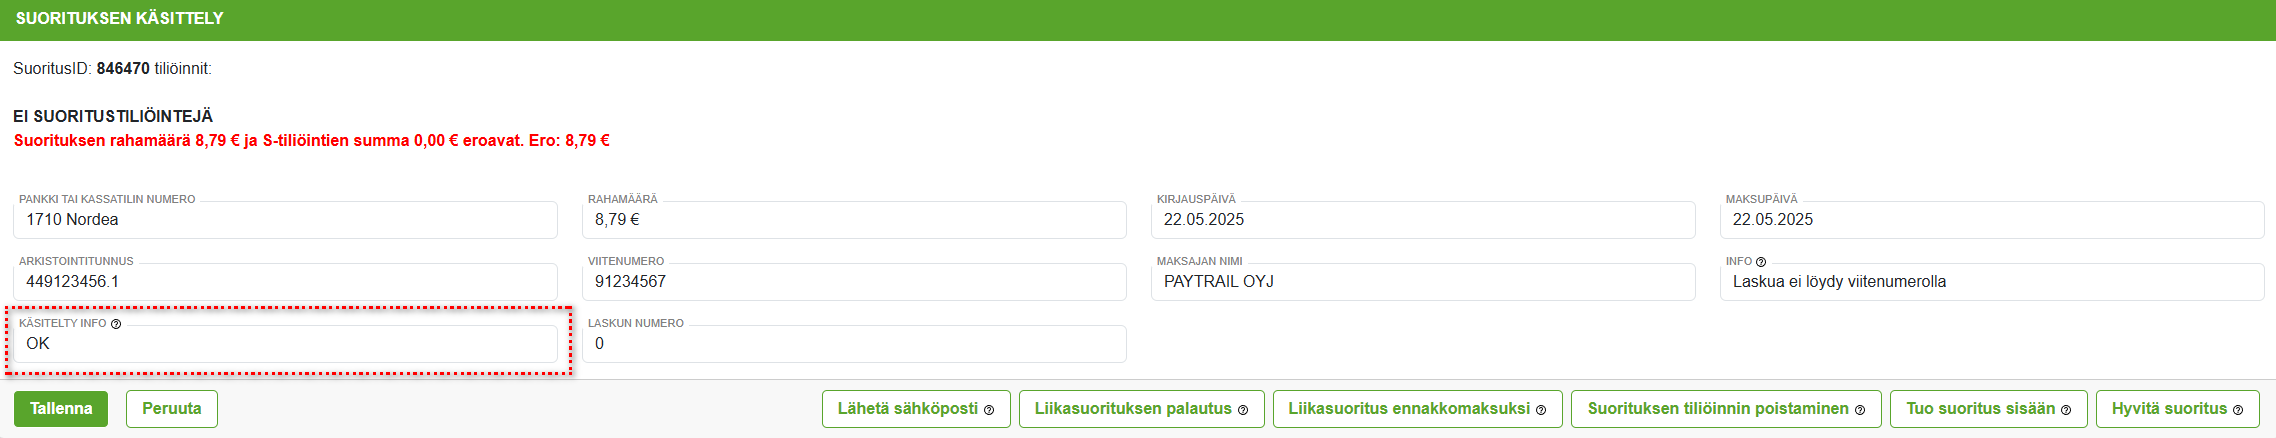 SUORITUKSEN KÄSITTELY
SuoritusID: 846470 tiliöinnit:
EI SUORITUSTILIÖINTEJÄ
Suorituksen rahamäärä 8,79 € ja S-tiliöintien summa 0,00 € eroavat. Ero: 8,79 €
PANKKI TAI KASSATILIN NUMERO
1710 Nordea
RAHAMÄÄRÄ
8,79 €
KIRJAUSPÄIVÄ
22.05.2025
MAKSUPÄIVÄ
22.05.2025
ARKISTOINTITUNNUS
449123456.1
VIITENUMERO
91234567
MAKSAJAN NIMI
PAYTRAIL OYJ
INFO
Laskua ei löydy viitenumerolla
KÄSITELTY INFO
OK
LASKUN NUMERO
0
Tallenna
Peruuta
Lähetä sähköposti
Liikasuorituksen palautus
Liikasuoritus ennakkomaksuksi
Suorituksen tiliöinnin poistaminen
Tuo suoritus sisään
Hyvitä suoritus